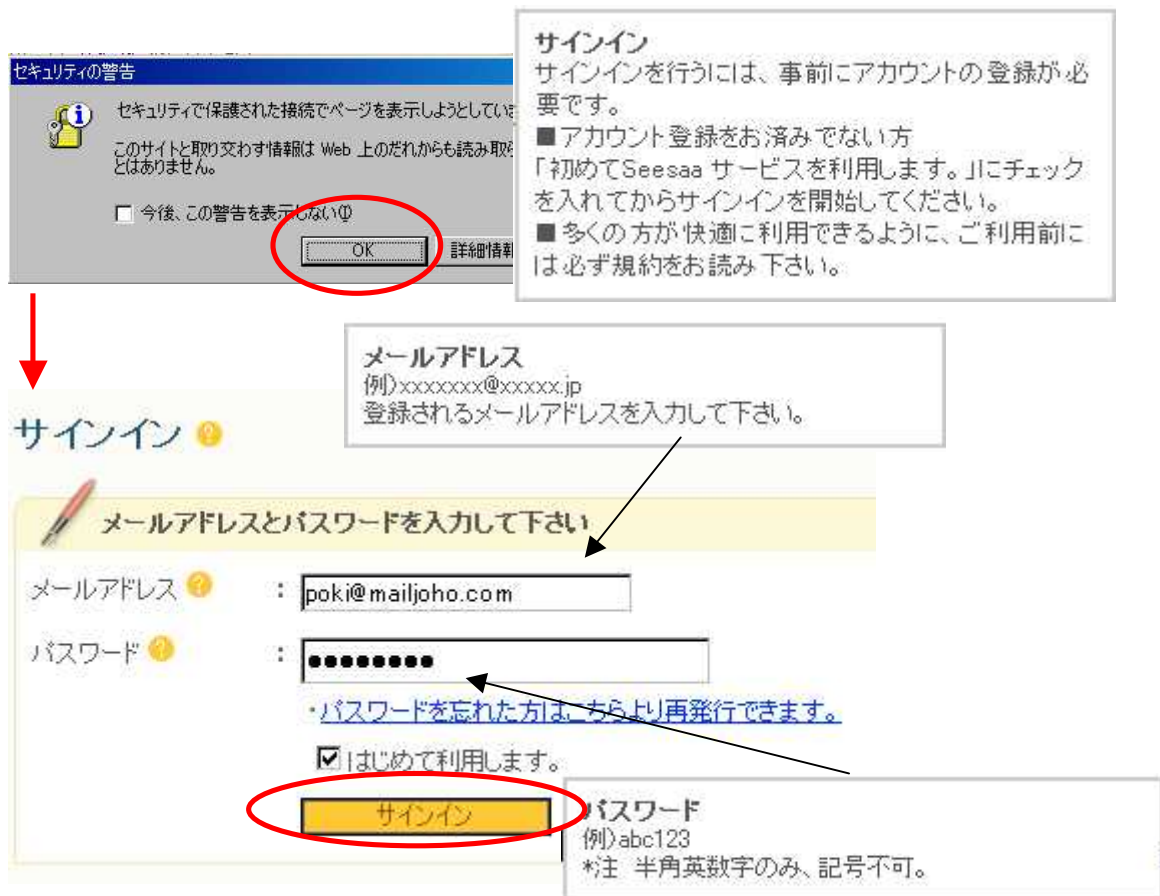 セキュリティの警告
セキュリティで保護された接続でページを表示しようとしていま
このサイトと取り交わす情報は Web 上のだれからも読み取ら
とはありません。
今後、この警告を表示しない(I)
OK
詳細情報
サインイン
サインインを行うには、事前にアカウントの登録が必
要です。
■アカウント登録をお済みでない方
「初めてSeesaa サービスを利用します。」にチェック
を入れてからサインインを開始してください。
■多くの方が快適に利用できるように、ご利用前に
は必ず規約をお読み下さい。
メールアドレス
例)xxxxxxx@xxxxx.jp
登録されるメールアドレスを入力して下さい。
サインイン
メールアドレスとパスワードを入力して下さい
メールアドレス : poki@mailjoho.com
パスワード : ●●●●●●●●
・パスワードを忘れた方はこちらより再発行できます。
はじめて利用します。
サインイン
パスワード
例)abc123
*注 半角英数字のみ、記号不可。